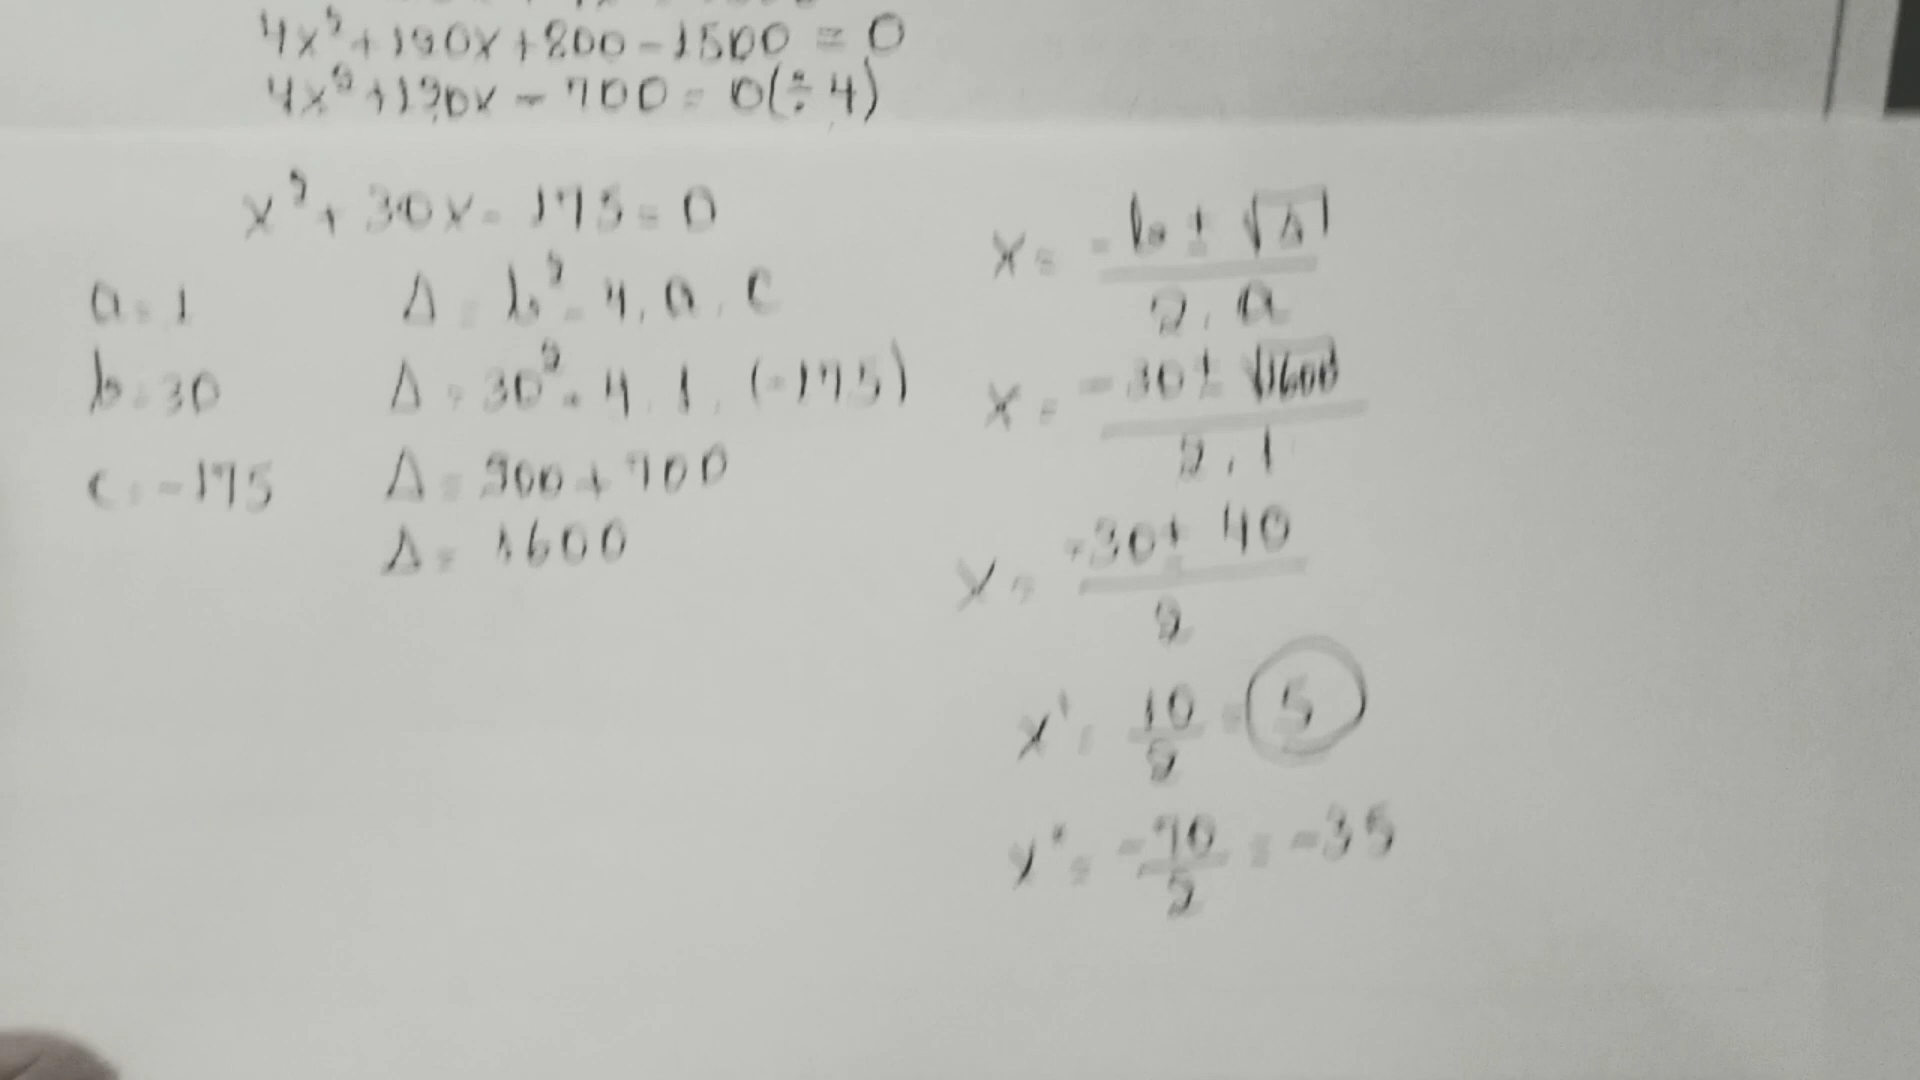 4x²+120x+800-1500=0
4x²+120x-700=0(÷4)
x²+30x-175=0
a=1
b=30
c=-175
Δ=b²-4.a.c
Δ=30²-4.1.(-175)
Δ=900+700
Δ=1600
x=-b±√Δ
2.a
x=-30±√1600
2.1
x=-30±40
2
x'=10/2=5
x"=-70/2=-35